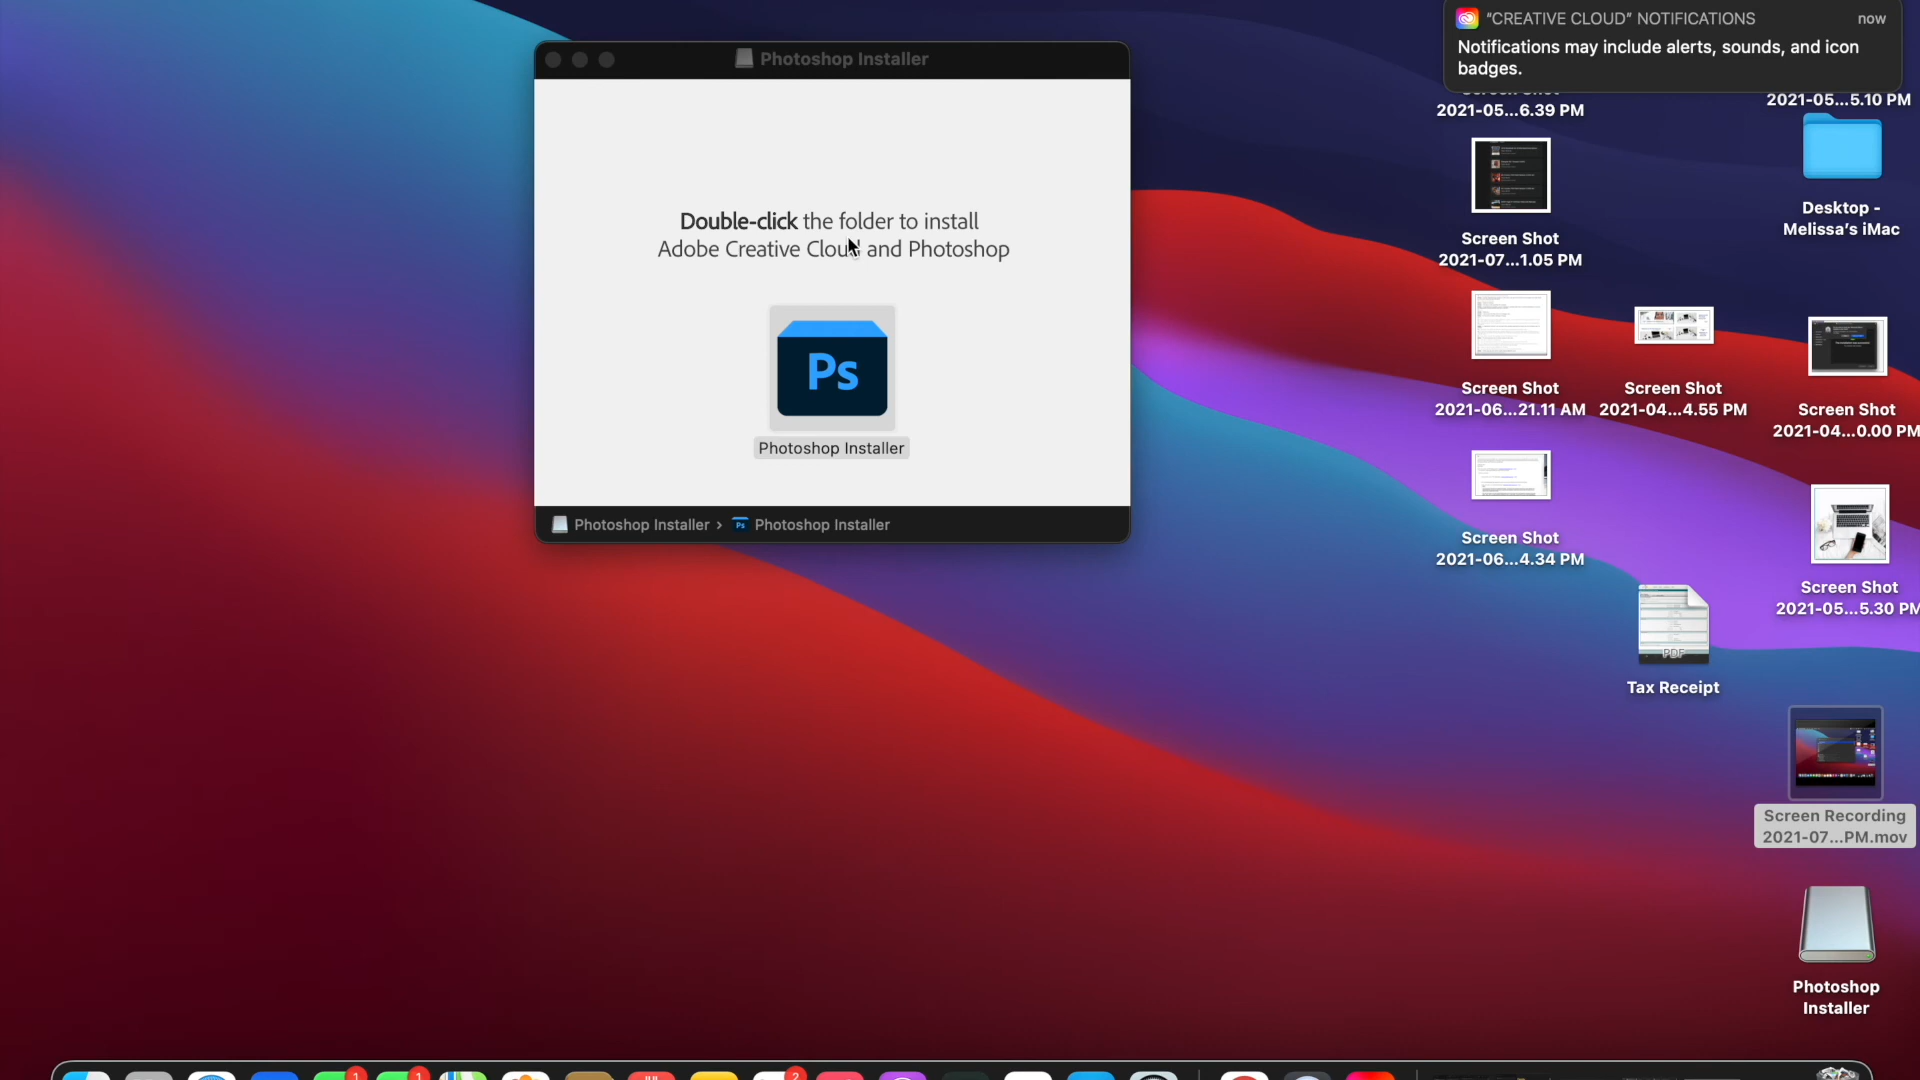 Photoshop Installer
Double-click the folder to install
Adobe Creative Cloud and Photoshop
Ps
Photoshop Installer
Photoshop Installer › Ps Photoshop Installer
"CREATIVE CLOUD" NOTIFICATIONS
now
Notifications may include alerts, sounds, and icon
badges.
2021-05...6.39 PM
2021-05...5.10 PM
Desktop -
Melissa's iMac
Screen Shot
2021-07...1.05 PM
Screen Shot
2021-06...21.11 AM
Screen Shot
2021-04...4.55 PM
Screen Shot
2021-04...0.00 PM
Screen Shot
2021-06...4.34 PM
Screen Shot
2021-05...5.30 PM
PDF
Tax Receipt
Screen Recording
2021-07...PM.mov
Photoshop
Installer
1
1
2